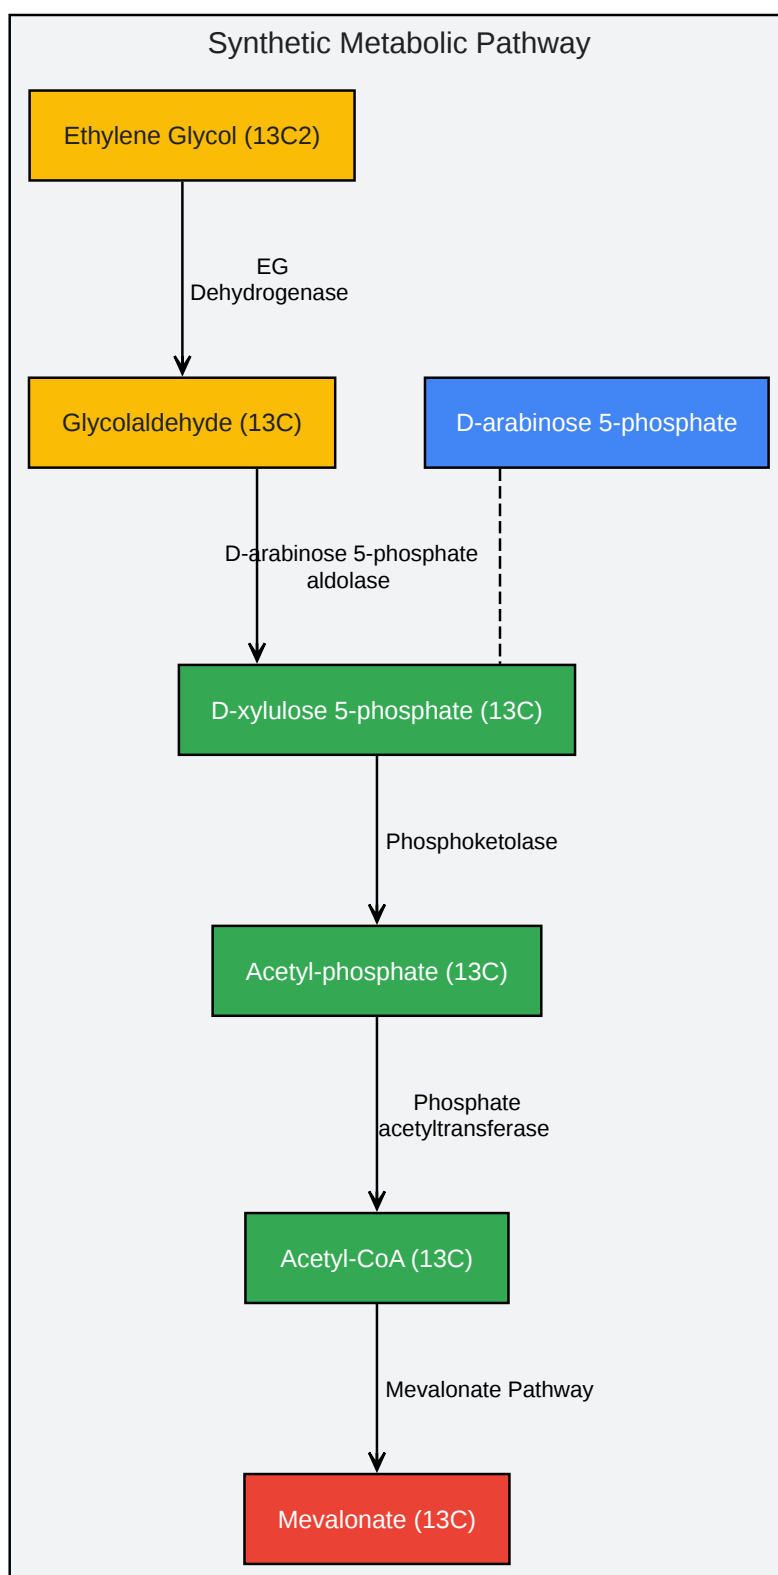 Synthetic Metabolic Pathway
Ethylene Glycol (13C2)
EG
Dehydrogenase
Glycolaldehyde (13C)
D-arabinose 5-phosphate
D-arabinose 5-phosphate
aldolase
D-xylulose 5-phosphate (13C)
Phosphoketolase
Acetyl-phosphate (13C)
Phosphate
acetyltransferase
Acetyl-CoA (13C)
Mevalonate Pathway
Mevalonate (13C)